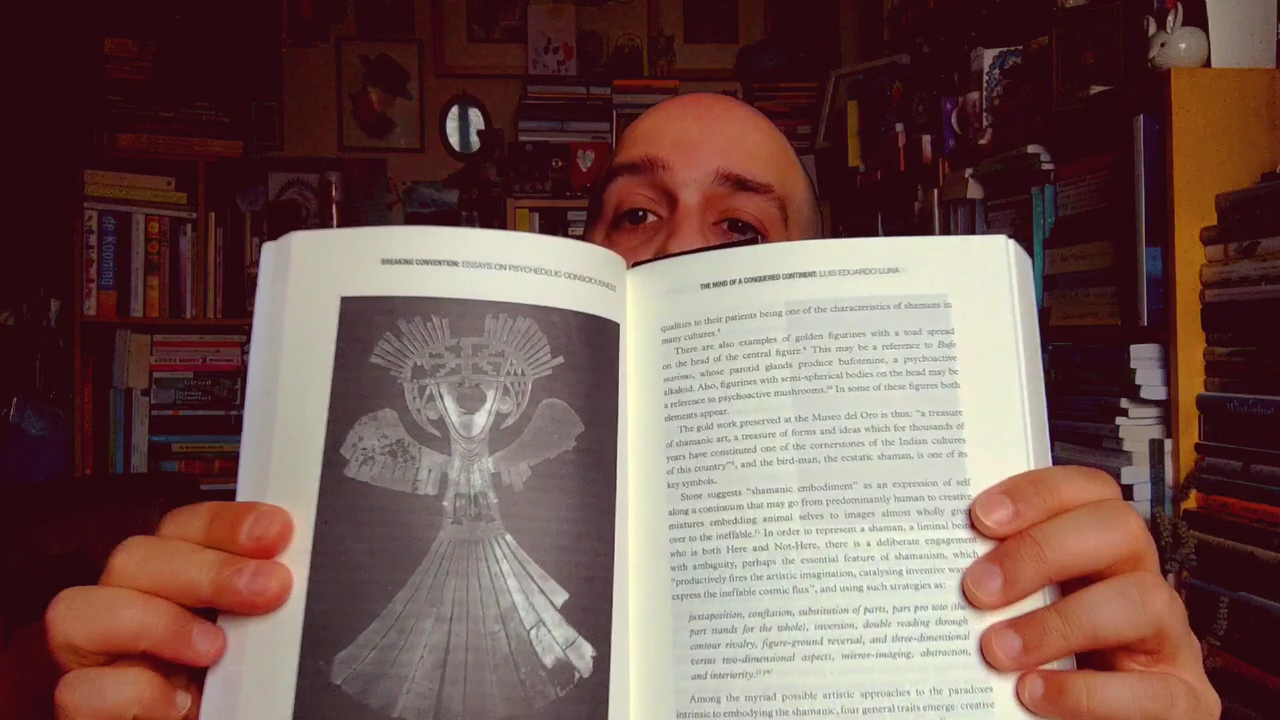 de Kooning
Girard
BREAKING CONVENTION: ESSAYS ON PSYCHEDELIC CONSCIOUSNESS
THE MIND OF A CONQUERED CONTINENT: LUIS EDUARDO LUNA
qualities to their patients being one of the characteristics of shamans in
many cultures.⁸
There are also examples of golden figurines with a toad spread
on the head of the central figure.⁹ This may be a reference to Bufo
marinus, whose parotid glands produce bufotenine, a psychoactive
alkaloid. Also, figurines with semi-spherical bodies on the head may be
a reference to psychoactive mushrooms.¹⁰ In some of these figures both
elements appear.
The gold work preserved at the Museo del Oro is thus: “a treasure
of shamanic art, a treasure of forms and ideas which for thousands of
years have constituted one of the cornerstones of the Indian cultures
of this country”⁸, and the bird-man, the ecstatic shaman, is one of its
key symbols.
Stone suggests “shamanic embodiment” as an expression of self
along a continuum that may go from predominantly human to creative
mixtures embedding animal selves to images almost wholly given
over to the ineffable.¹¹ In order to represent a shaman, a liminal being
who is both Here and Not-Here, there is a deliberate engagement
with ambiguity, perhaps the essential feature of shamanism, which
“productively fires the artistic imagination, catalysing inventive ways
express the ineffable cosmic flux”, and using such strategies as:
juxtaposition, conflation, substitution of parts, pars pro toto (the
part stands for the whole), inversion, double reading through
contour rivalry, figure-ground reversal, and three-dimensional
versus two-dimensional aspects, mirror-imaging, abstraction,
and interiority.
Among the myriad possible artistic approaches to the paradoxes
intrinsic to embodying the shamanic, four general traits emerge: creative